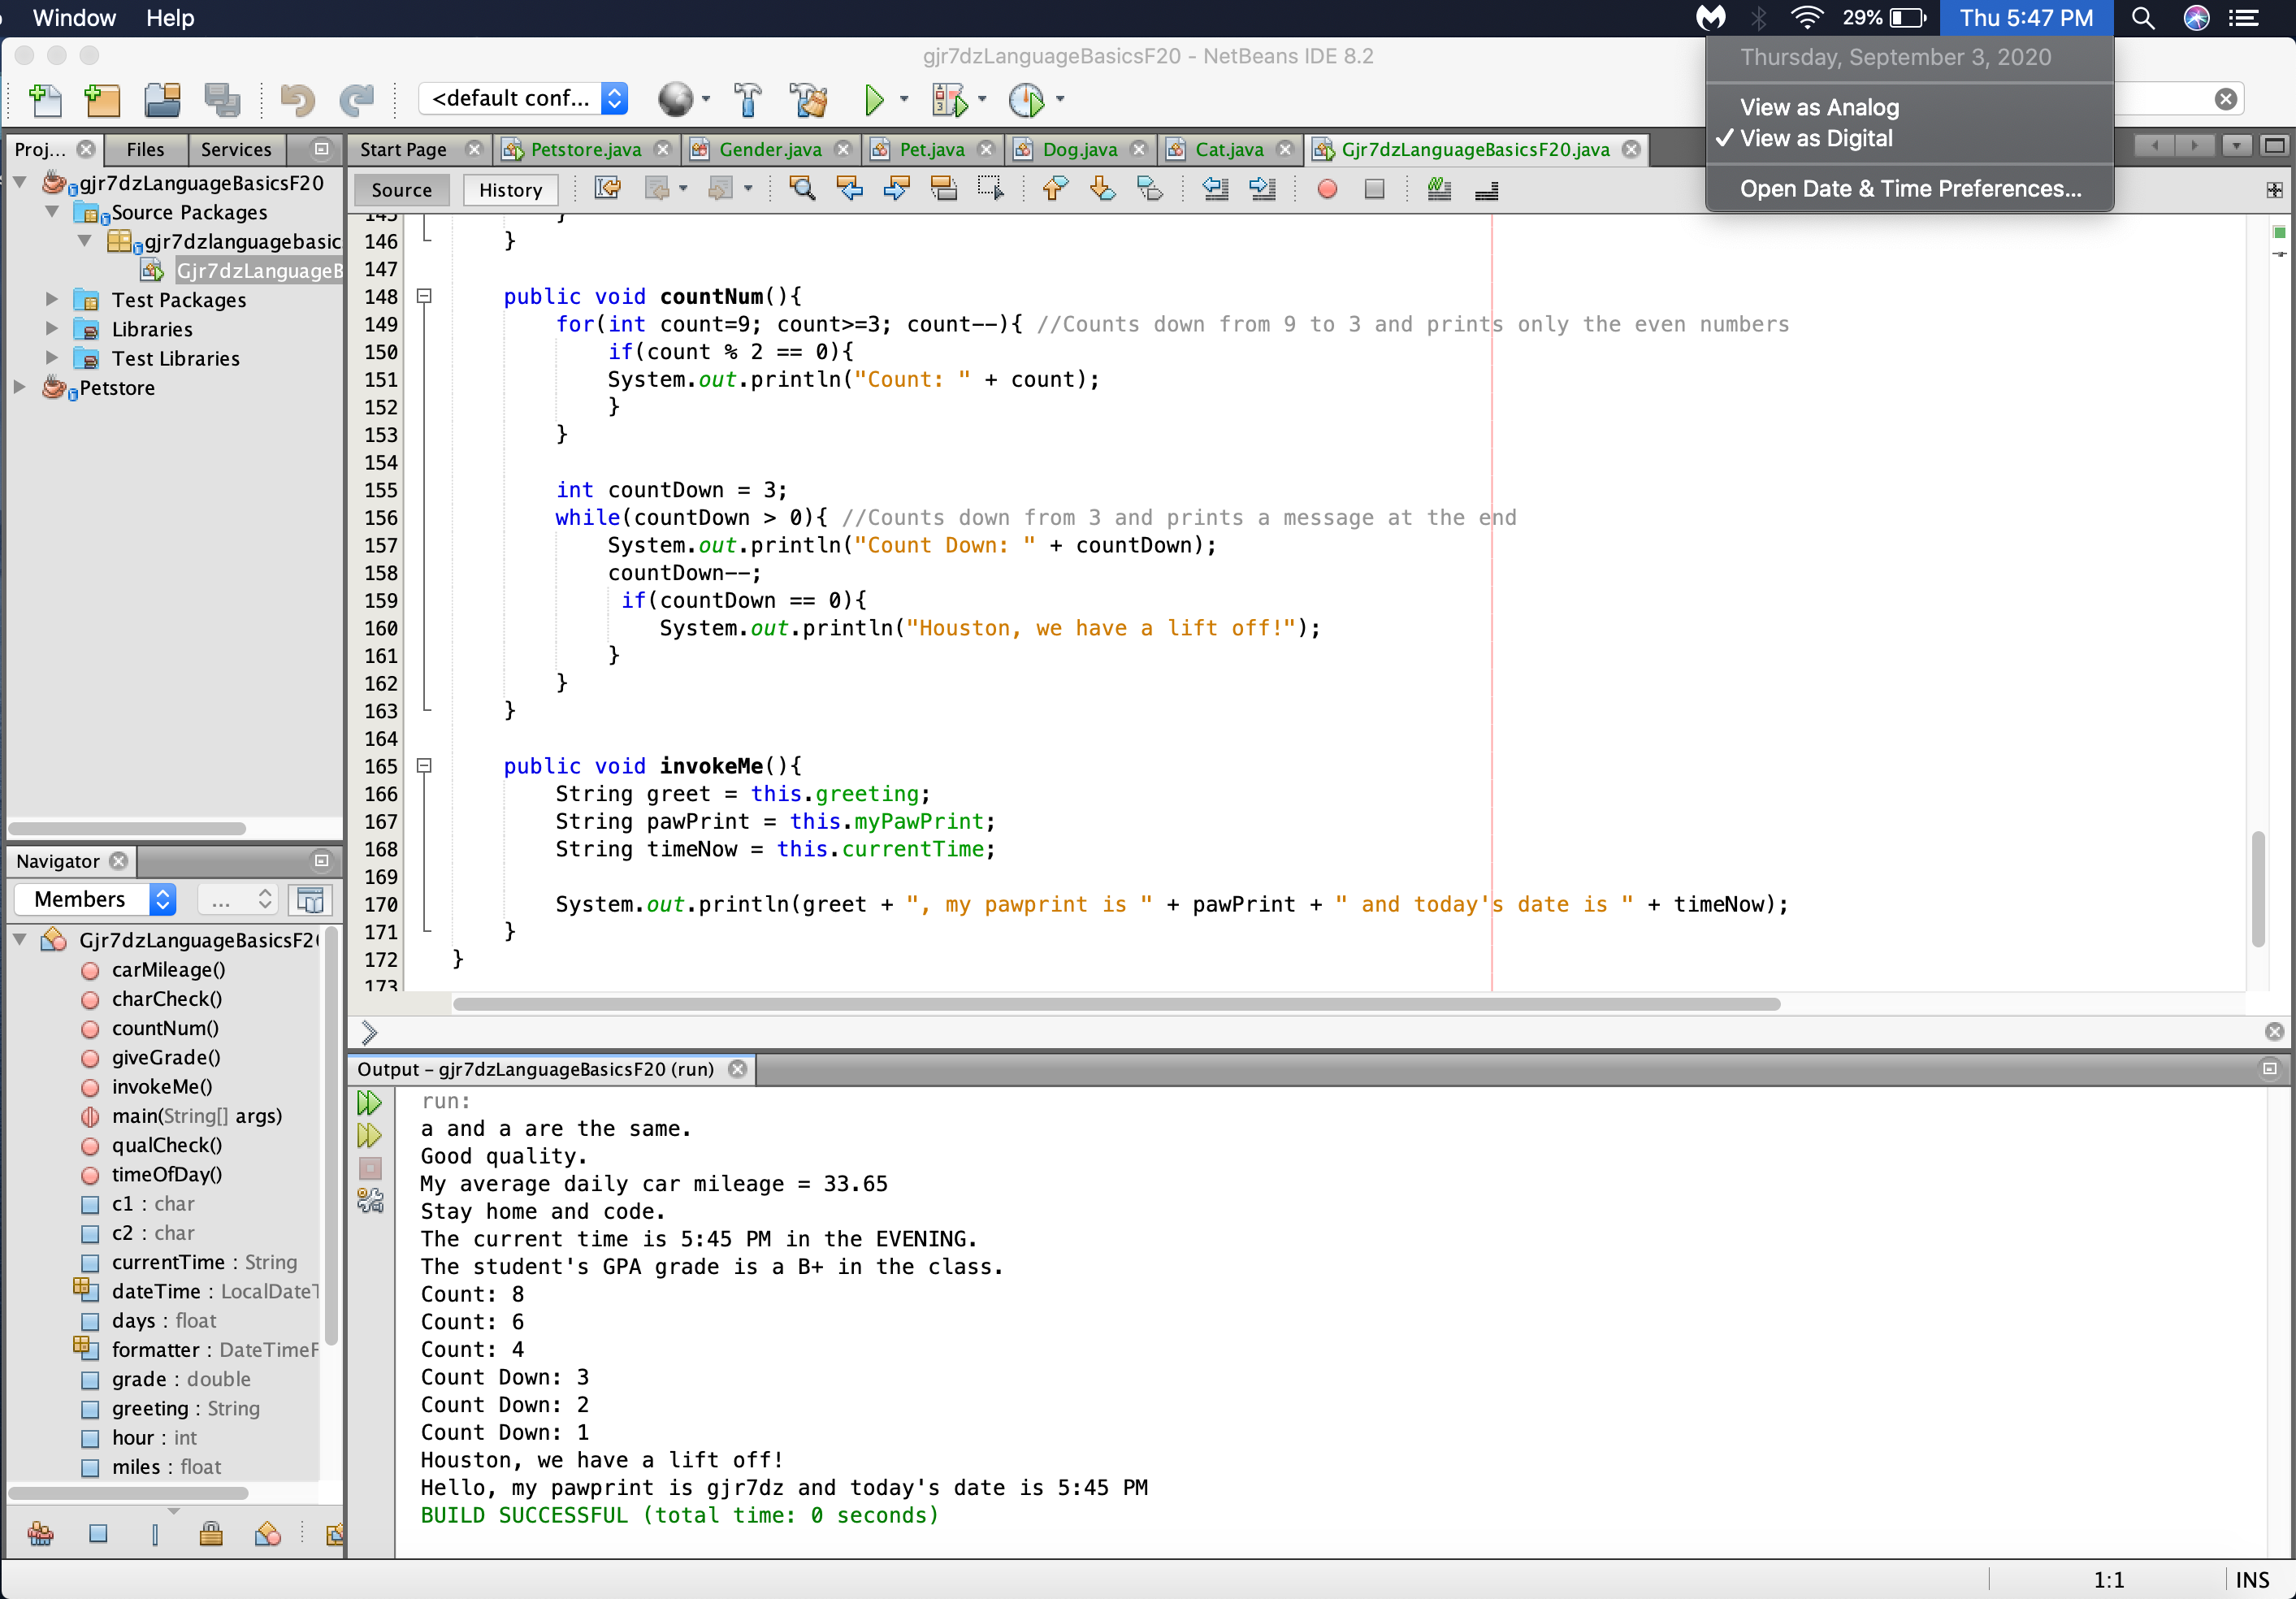 Window Help 29% Thu 5:47 PM
gjr7dzLanguageBasicsF20 - NetBeans IDE 8.2
Thursday, September 3, 2020
View as Analog
✓ View as Digital
Open Date & Time Preferences...
<default conf...
Proj... Files Services
Start Page Petstore.java Gender.java Pet.java Dog.java Cat.java Gjr7dzLanguageBasicsF20.java
Source History
gjr7dzLanguageBasicsF20
Source Packages
gjr7dzlanguagebasic
Gjr7dzLanguageB
Test Packages
Libraries
Test Libraries
Petstore
145 }
146 }
147
148 public void countNum(){
149 for(int count=9; count>=3; count--){ //Counts down from 9 to 3 and prints only the even numbers
150 if(count % 2 == 0){
151 System.out.println("Count: " + count);
152 }
153 }
154
155 int countDown = 3;
156 while(countDown > 0){ //Counts down from 3 and prints a message at the end
157 System.out.println("Count Down: " + countDown);
158 countDown--;
159 if(countDown == 0){
160 System.out.println("Houston, we have a lift off!");
161 }
162 }
163 }
164
165 public void invokeMe(){
166 String greet = this.greeting;
167 String pawPrint = this.myPawPrint;
168 String timeNow = this.currentTime;
169
170 System.out.println(greet + ", my pawprint is " + pawPrint + " and today's date is " + timeNow);
171 }
172 }
173
Navigator
Members ...
Gjr7dzLanguageBasicsF20
carMileage()
charCheck()
countNum()
giveGrade()
invokeMe()
main(String[] args)
qualCheck()
timeOfDay()
c1 : char
c2 : char
currentTime : String
dateTime : LocalDateT
days : float
formatter : DateTimeF
grade : double
greeting : String
hour : int
miles : float
Output - gjr7dzLanguageBasicsF20 (run)
run:
a and a are the same.
Good quality.
My average daily car mileage = 33.65
Stay home and code.
The current time is 5:45 PM in the EVENING.
The student's GPA grade is a B+ in the class.
Count: 8
Count: 6
Count: 4
Count Down: 3
Count Down: 2
Count Down: 1
Houston, we have a lift off!
Hello, my pawprint is gjr7dz and today's date is 5:45 PM
BUILD SUCCESSFUL (total time: 0 seconds)
1:1 INS